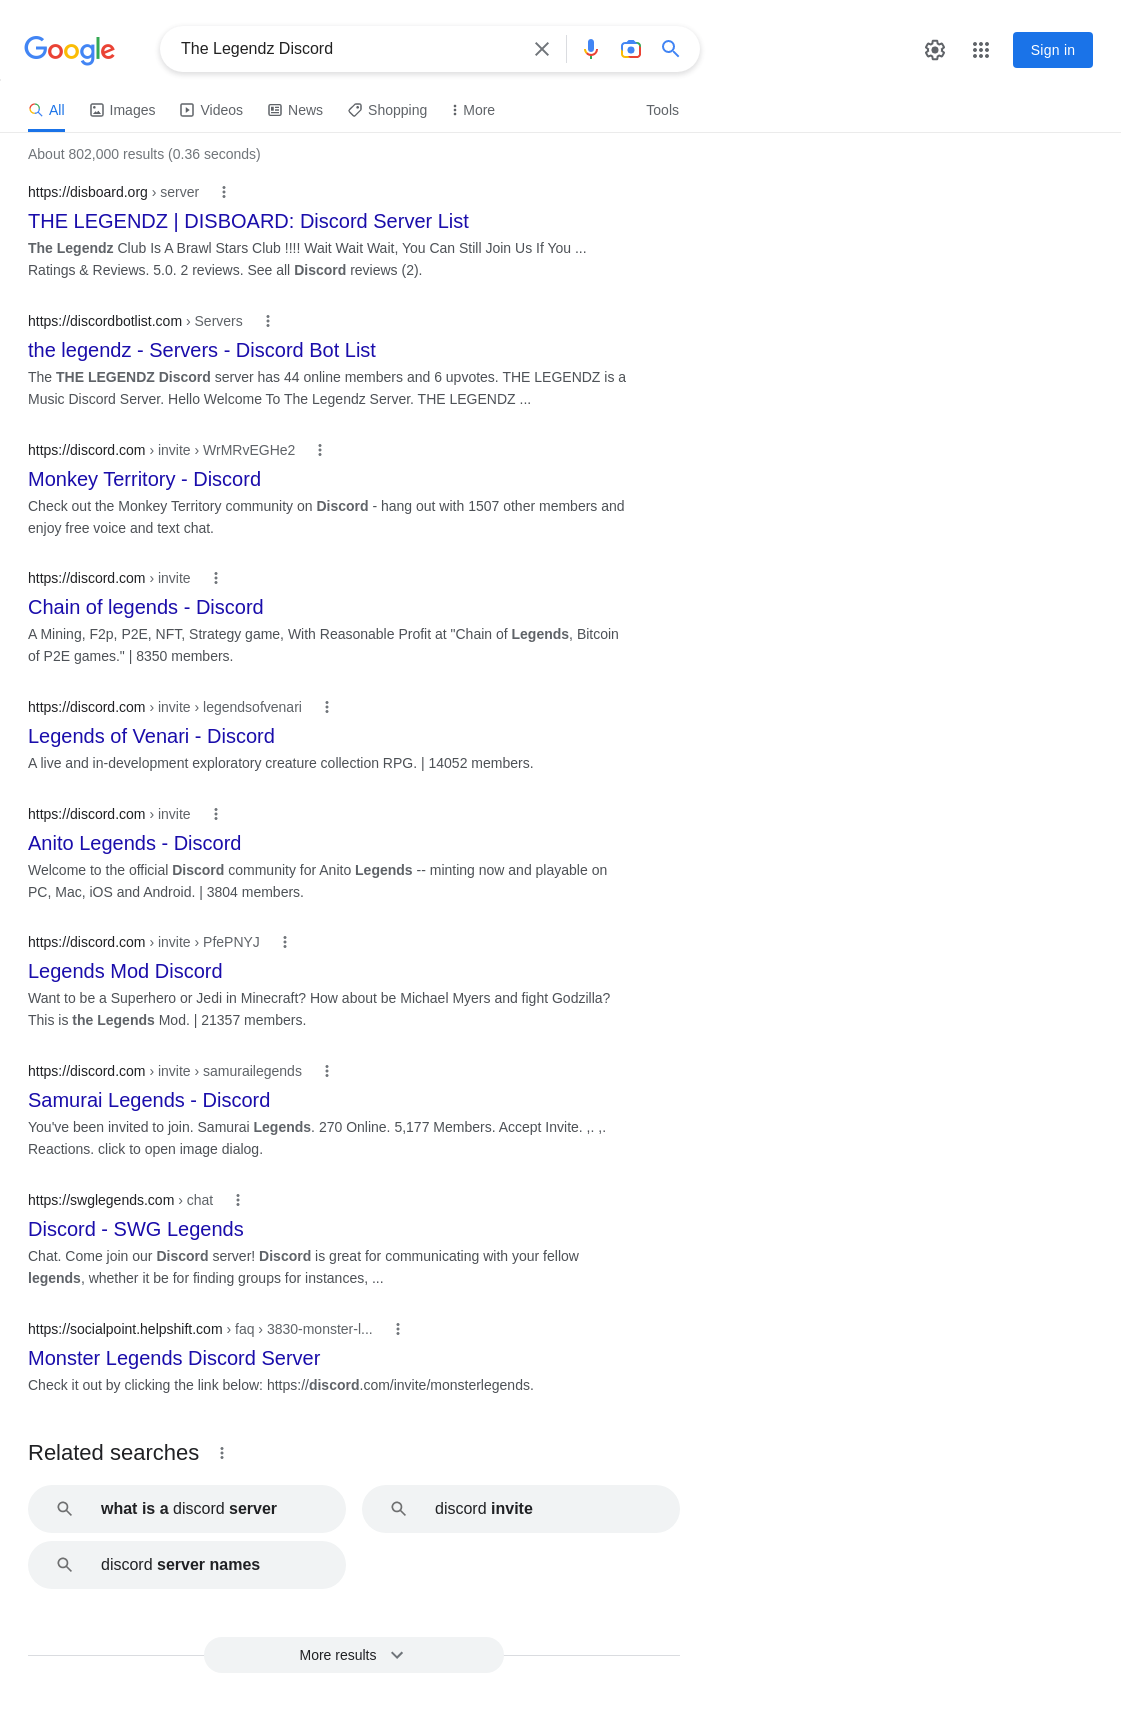 Google
The Legendz Discord
Sign in
All Images Videos News Shopping More Tools
About 802,000 results (0.36 seconds)
https://disboard.org › server
THE LEGENDZ | DISBOARD: Discord Server List
The Legendz Club Is A Brawl Stars Club !!!! Wait Wait Wait, You Can Still Join Us If You ...
Ratings & Reviews. 5.0. 2 reviews. See all Discord reviews (2).
https://discordbotlist.com › Servers
the legendz - Servers - Discord Bot List
The THE LEGENDZ Discord server has 44 online members and 6 upvotes. THE LEGENDZ is a
Music Discord Server. Hello Welcome To The Legendz Server. THE LEGENDZ ...
https://discord.com › invite › WrMRvEGHe2
Monkey Territory - Discord
Check out the Monkey Territory community on Discord - hang out with 1507 other members and
enjoy free voice and text chat.
https://discord.com › invite
Chain of legends - Discord
A Mining, F2p, P2E, NFT, Strategy game, With Reasonable Profit at "Chain of Legends, Bitcoin
of P2E games." | 8350 members.
https://discord.com › invite › legendsofvenari
Legends of Venari - Discord
A live and in-development exploratory creature collection RPG. | 14052 members.
https://discord.com › invite
Anito Legends - Discord
Welcome to the official Discord community for Anito Legends -- minting now and playable on
PC, Mac, iOS and Android. | 3804 members.
https://discord.com › invite › PfePNYJ
Legends Mod Discord
Want to be a Superhero or Jedi in Minecraft? How about be Michael Myers and fight Godzilla?
This is the Legends Mod. | 21357 members.
https://discord.com › invite › samurailegends
Samurai Legends - Discord
You've been invited to join. Samurai Legends. 270 Online. 5,177 Members. Accept Invite. ,. ,.
Reactions. click to open image dialog.
https://swglegends.com › chat
Discord - SWG Legends
Chat. Come join our Discord server! Discord is great for communicating with your fellow
legends, whether it be for finding groups for instances, ...
https://socialpoint.helpshift.com › faq › 3830-monster-l...
Monster Legends Discord Server
Check it out by clicking the link below: https://discord.com/invite/monsterlegends.
Related searches
what is a discord server
discord invite
discord server names
More results